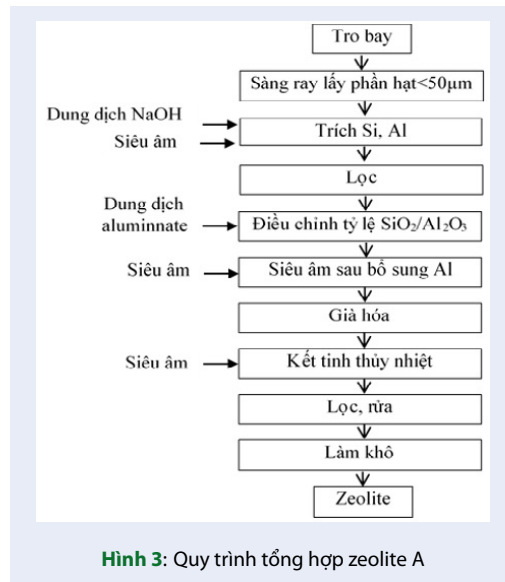 Tro bay
Sàng ray lấy phần hạt<50µm
Dung dịch NaOH
Siêu âm
Trích Si, Al
Lọc
Dung dịch
aluminnate
Điều chỉnh tỷ lệ SiO₂/Al₂O₃
Siêu âm
Siêu âm sau bổ sung Al
Già hóa
Siêu âm
Kết tinh thủy nhiệt
Lọc, rửa
Làm khô
Zeolite
Hình 3: Quy trình tổng hợp zeolite A